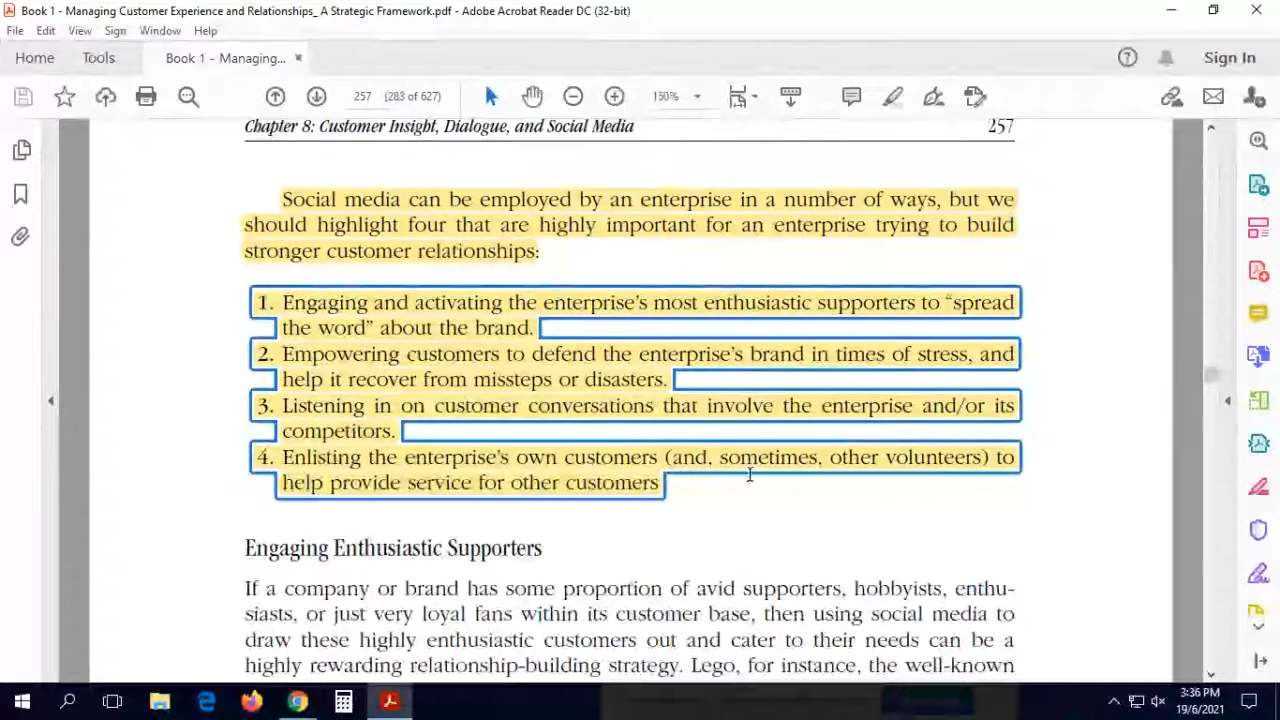 Book 1 - Managing Customer Experience and Relationships_ A Strategic Framework.pdf - Adobe Acrobat Reader DC (32-bit)
File Edit View Sign Window Help
Home Tools Book 1 - Managing... × Sign In
257 (283 of 627) 150%
Chapter 8: Customer Insight, Dialogue, and Social Media 257
Social media can be employed by an enterprise in a number of ways, but we
should highlight four that are highly important for an enterprise trying to build
stronger customer relationships:
1. Engaging and activating the enterprise's most enthusiastic supporters to “spread
the word” about the brand.
2. Empowering customers to defend the enterprise's brand in times of stress, and
help it recover from missteps or disasters.
3. Listening in on customer conversations that involve the enterprise and/or its
competitors.
4. Enlisting the enterprise's own customers (and, sometimes, other volunteers) to
help provide service for other customers
Engaging Enthusiastic Supporters
If a company or brand has some proportion of avid supporters, hobbyists, enthu-
siasts, or just very loyal fans within its customer base, then using social media to
draw these highly enthusiastic customers out and cater to their needs can be a
highly rewarding relationship-building strategy. Lego, for instance, the well-known
3:36 PM
19/6/2021